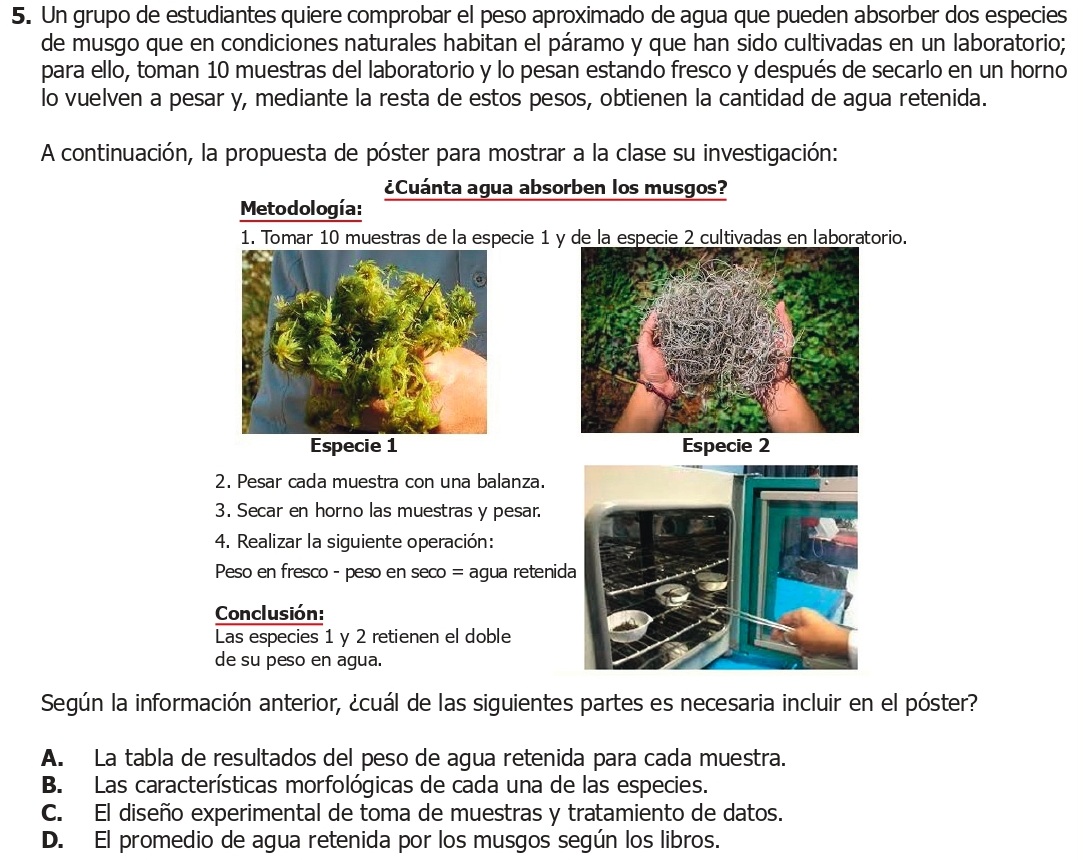 5. Un grupo de estudiantes quiere comprobar el peso aproximado de agua que pueden absorber dos especies
de musgo que en condiciones naturales habitan el páramo y que han sido cultivadas en un laboratorio;
para ello, toman 10 muestras del laboratorio y lo pesan estando fresco y después de secarlo en un horno
lo vuelven a pesar y, mediante la resta de estos pesos, obtienen la cantidad de agua retenida.
A continuación, la propuesta de póster para mostrar a la clase su investigación:
¿Cuánta agua absorben los musgos?
Metodología:
1. Tomar 10 muestras de la especie 1 y de la especie 2 cultivadas en laboratorio.
Especie 1
Especie 2
2. Pesar cada muestra con una balanza.
3. Secar en horno las muestras y pesar.
4. Realizar la siguiente operación:
Peso en fresco - peso en seco = agua retenida
Conclusión:
Las especies 1 y 2 retienen el doble
de su peso en agua.
Según la información anterior, ¿cuál de las siguientes partes es necesaria incluir en el póster?
A. La tabla de resultados del peso de agua retenida para cada muestra.
B. Las características morfológicas de cada una de las especies.
C. El diseño experimental de toma de muestras y tratamiento de datos.
D. El promedio de agua retenida por los musgos según los libros.